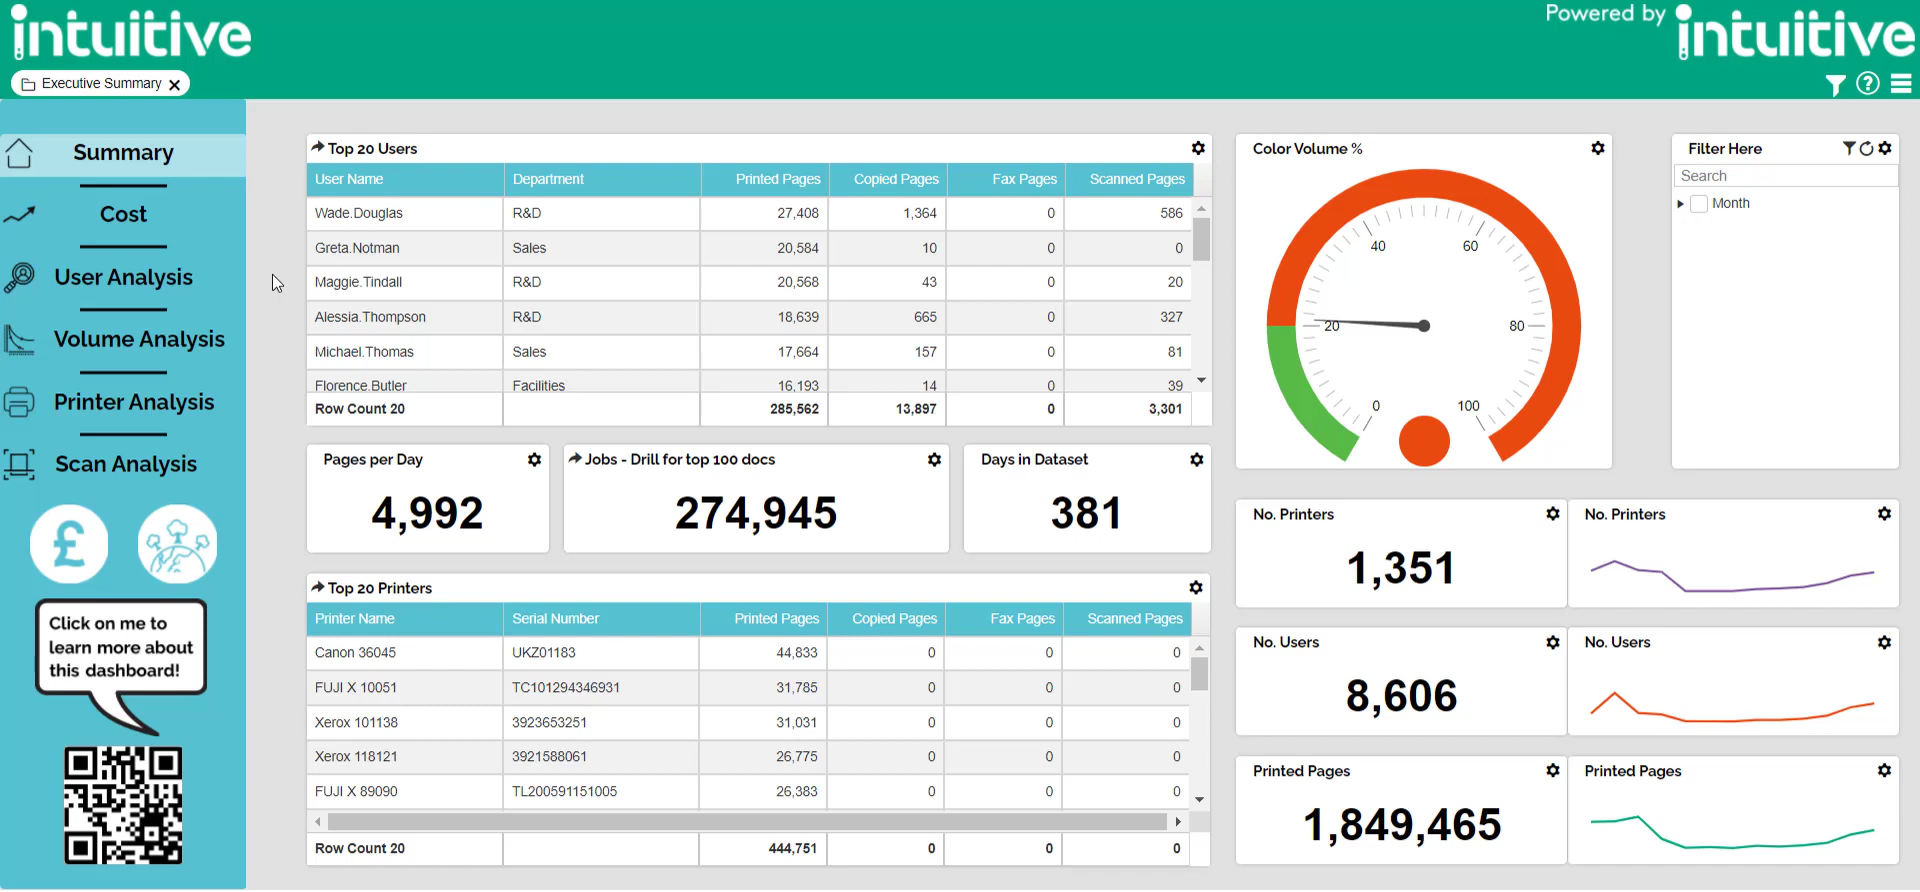 intuitive
Powered by intuitive
Executive Summary
Summary
Cost
User Analysis
Volume Analysis
Printer Analysis
Scan Analysis
£
Click on me to
learn more about
this dashboard!
Top 20 Users
User Name Department Printed Pages Copied Pages Fax Pages Scanned Pages
Wade.Douglas R&D 27,408 1,364 0 586
Greta.Notman Sales 20,584 10 0 0
Maggie.Tindall R&D 20,568 43 0 20
Alessia.Thompson R&D 18,639 665 0 327
Michael.Thomas Sales 17,664 157 0 81
Florence.Butler Facilities 16,193 14 0 39
Row Count 20 285,562 13,897 0 3,301
Pages per Day
4,992
Jobs - Drill for top 100 docs
274,945
Days in Dataset
381
Top 20 Printers
Printer Name Serial Number Printed Pages Copied Pages Fax Pages Scanned Pages
Canon 36045 UKZ01183 44,833 0 0 0
FUJI X 10051 TC101294346931 31,785 0 0 0
Xerox 101138 3923653251 31,031 0 0 0
Xerox 118121 3921588061 26,775 0 0 0
FUJI X 89090 TL200591151005 26,383 0 0 0
Row Count 20 444,751 0 0 0
Color Volume %
40 60
20 80
0 100
Filter Here
Search
Month
No. Printers
1,351
No. Printers
No. Users
8,606
No. Users
Printed Pages
1,849,465
Printed Pages